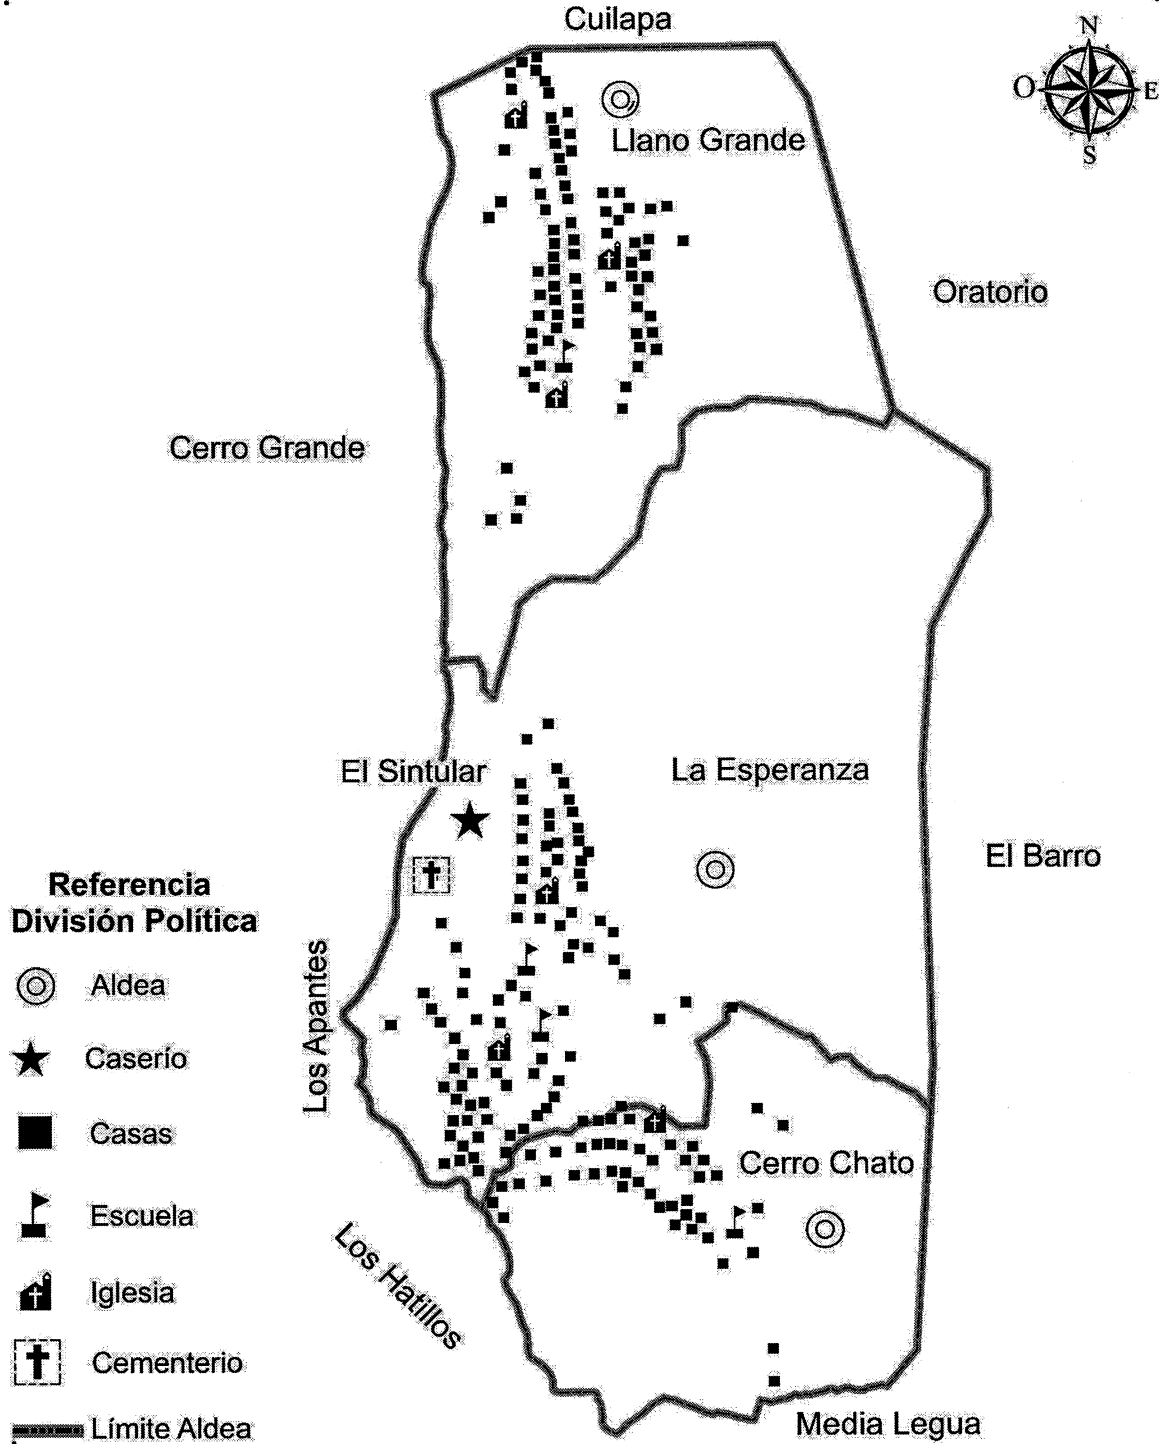 Cuilapa
N
O
E
S
Llano Grande
Oratorio
Cerro Grande
El Sintular
La Esperanza
El Barro
Los Apantes
Cerro Chato
Los Hatillos
Media Legua
Referencia
División Política
Aldea
Caserío
Casas
Escuela
Iglesia
Cementerio
Límite Aldea